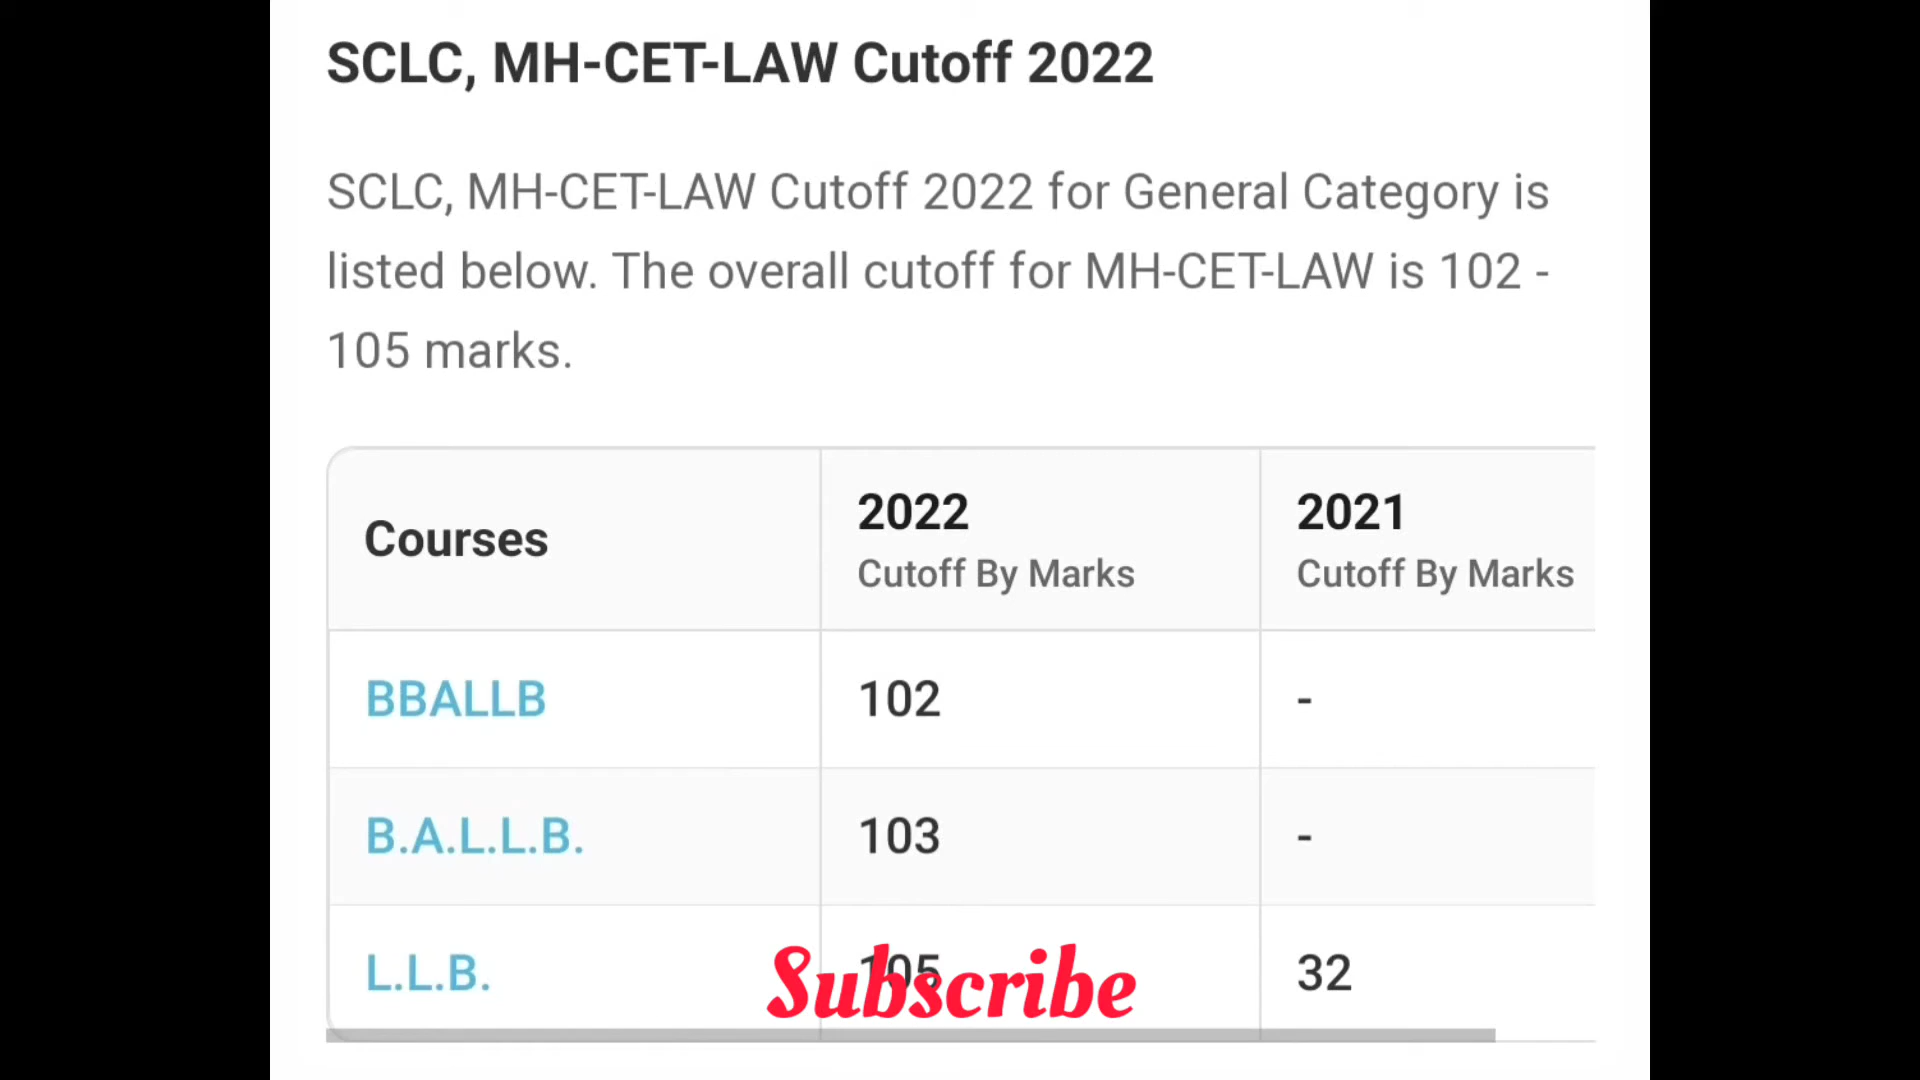 SCLC, MH-CET-LAW Cutoff 2022
SCLC, MH-CET-LAW Cutoff 2022 for General Category is
listed below. The overall cutoff for MH-CET-LAW is 102 -
105 marks.
Courses 2022 Cutoff By Marks 2021 Cutoff By Marks
BBALLB 102 -
B.A.L.L.B. 103 -
L.L.B. 105 32
Subscribe